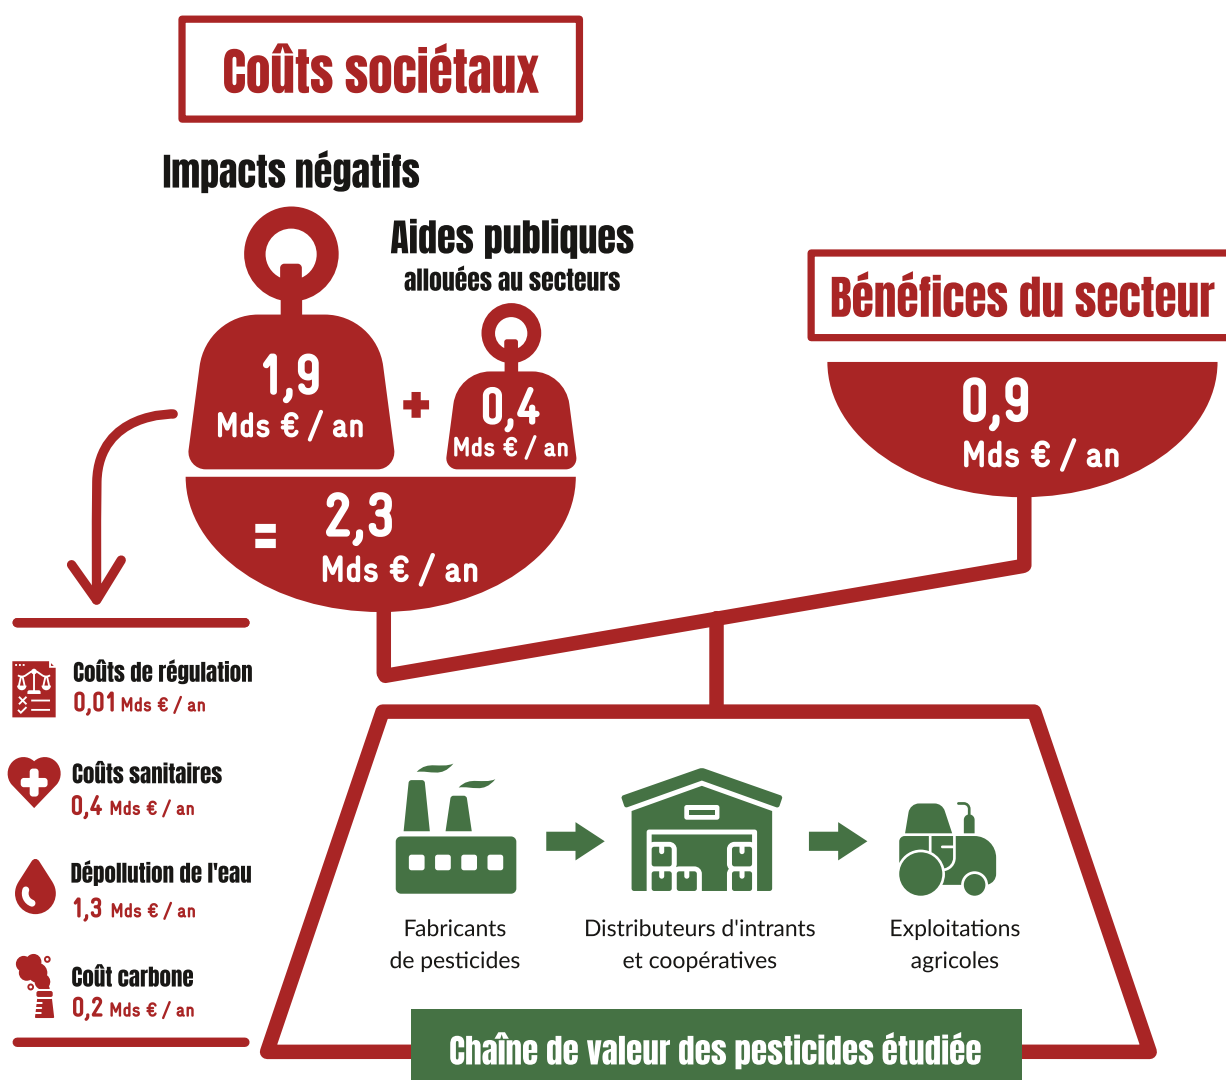 Coûts sociétaux
Impacts négatifs
Aides publiques
allouées au secteurs
1,9
Mds € / an
+
0,4
Mds € / an
=
2,3
Mds € / an
Bénéfices du secteur
0,9
Mds € / an
Coûts de régulation
0,01 Mds € / an
Coûts sanitaires
0,4 Mds € / an
Dépollution de l'eau
1,3 Mds € / an
Coût carbone
0,2 Mds € / an
Fabricants
de pesticides
Distributeurs d'intrants
et coopératives
Exploitations
agricoles
Chaîne de valeur des pesticides étudiée